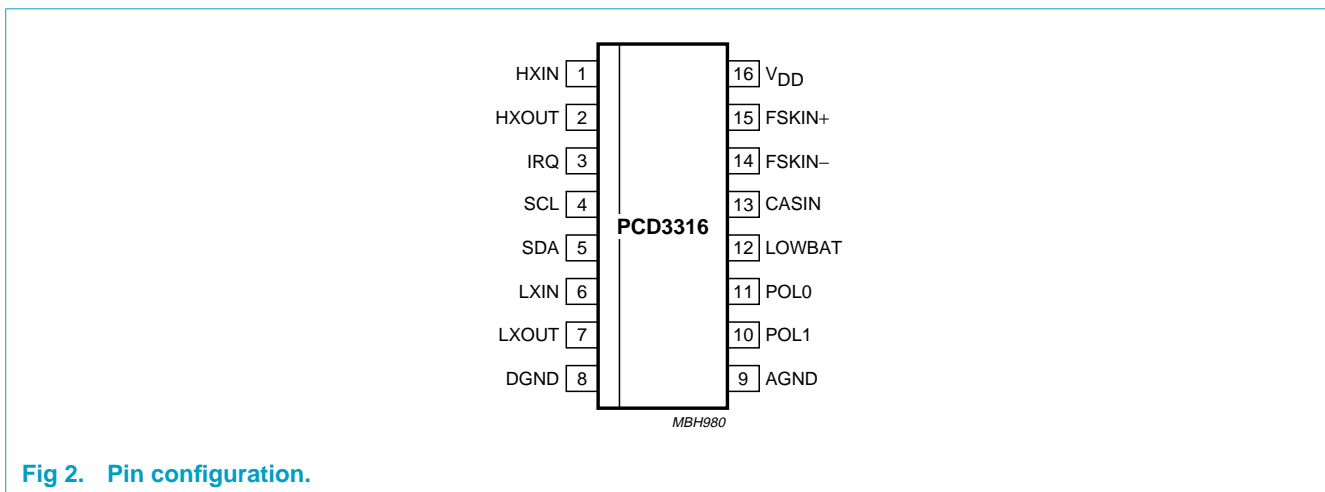 HXIN 1 16 VDD
HXOUT 2 15 FSKIN+
IRQ 3 14 FSKIN−
SCL 4 13 CASIN
PCD3316
SDA 5 12 LOWBAT
LXIN 6 11 POL0
LXOUT 7 10 POL1
DGND 8 9 AGND
MBH980
Fig 2. Pin configuration.